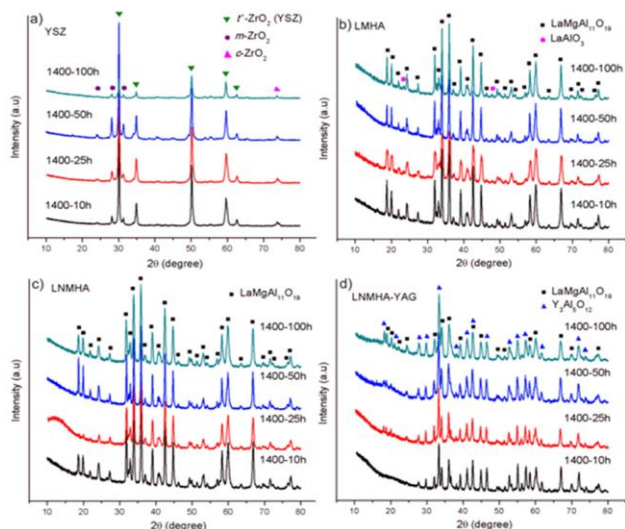 a)
YSZ
t'-ZrO₂ (YSZ)
m-ZrO₂
c-ZrO₂
1400-100h
1400-50h
1400-25h
1400-10h
Intensity (a.u)
10 20 30 40 50 60 70 80
2θ (degree)
b)
LMHA
LaMgAl₁₁O₁₉
LaAlO₃
1400-100h
1400-50h
1400-25h
1400-10h
Intensity (a.u)
10 20 30 40 50 60 70 80
2θ (degree)
c)
LNMHA
LaMgAl₁₁O₁₉
1400-100h
1400-50h
1400-25h
1400-10h
Intensity (a.u)
10 20 30 40 50 60 70 80
2θ (degree)
d)
LNMHA-YAG
LaMgAl₁₁O₁₉
Y₃Al₅O₁₂
1400-100h
1400-50h
1400-25h
1400-10h
Intensity (a.u)
10 20 30 40 50 60 70 80
2θ (degree)